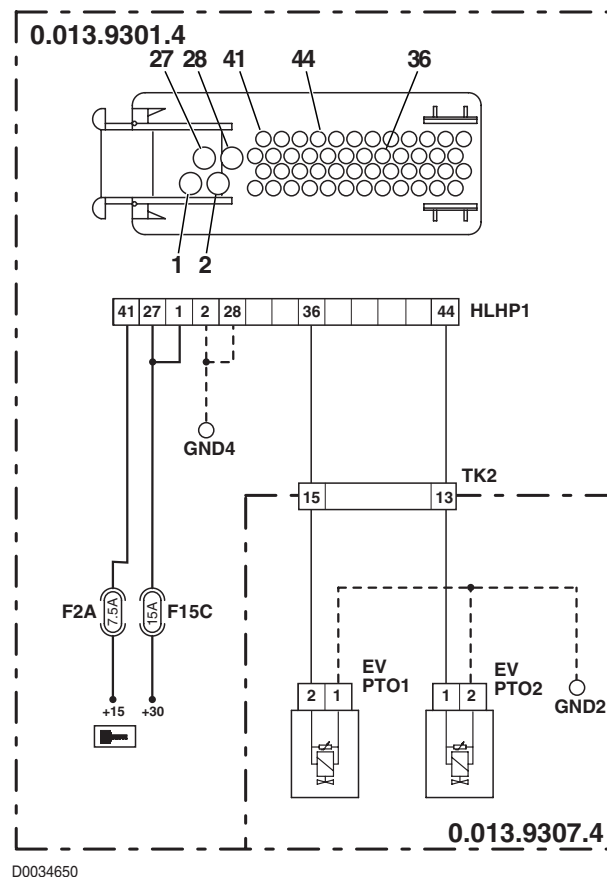 0.013.9301.4
27 28 41 44 36
1 2
41 27 1 2 28 36 44 HLHP1
GND4
TK2
15 13
F2A 7.5A 15A F15C
EV
PTO1
EV
PTO2
2 1 1 2
GND2
+15 +30
0.013.9307.4
D0034650